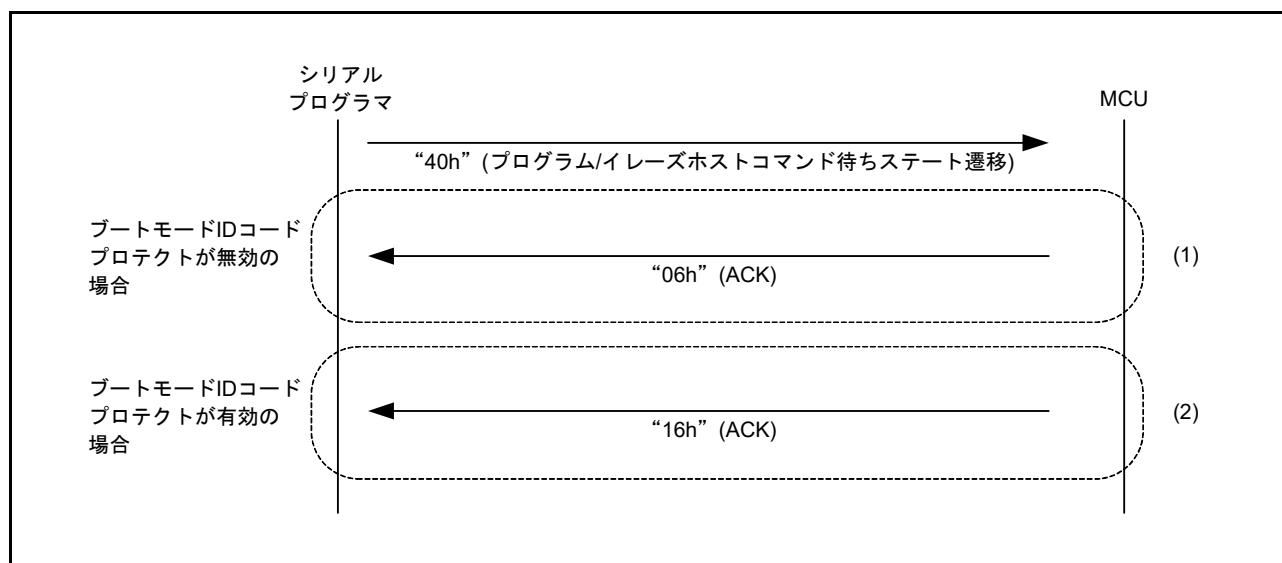 シリアル
プログラマ
MCU
“40h” (プログラム/イレーズホストコマンド待ちステート遷移)
ブートモードIDコード
プロテクトが無効の
場合
“06h” (ACK)
(1)
ブートモードIDコード
プロテクトが有効の
場合
“16h” (ACK)
(2)